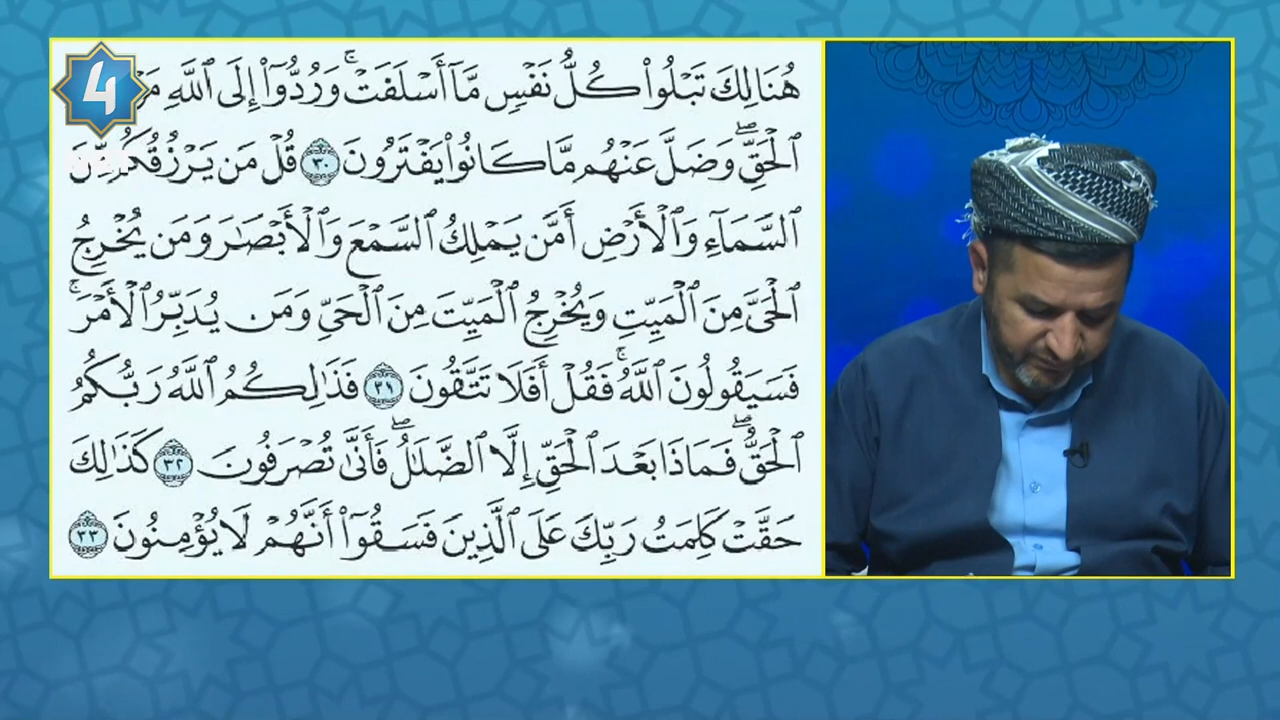 4
هُنَالِكَ تَبْلُوا۟ كُلُّ نَفْسٍ مَّآ أَسْلَفَتْ ۚ وَرُدُّوٓا۟ إِلَى ٱللَّهِ
ٱلْحَقِّ ۖ وَضَلَّ عَنْهُم مَّا كَانُوا۟ يَفْتَرُونَ ٣٠ قُلْ مَن يَرْزُقُكُم مِّنَ
ٱلسَّمَآءِ وَٱلْأَرْضِ أَمَّن يَمْلِكُ ٱلسَّمْعَ وَٱلْأَبْصَٰرَ وَمَن يُخْرِجُ
ٱلْحَىَّ مِنَ ٱلْمَيِّتِ وَيُخْرِجُ ٱلْمَيِّتَ مِنَ ٱلْحَىِّ وَمَن يُدَبِّرُ ٱلْأَمْرَ ۚ
فَسَيَقُولُونَ ٱللَّهُ ۚ فَقُلْ أَفَلَا تَتَّقُونَ ٣١ فَذَٰلِكُمُ ٱللَّهُ رَبُّكُمُ
ٱلْحَقُّ ۖ فَمَاذَا بَعْدَ ٱلْحَقِّ إِلَّا ٱلضَّلَٰلُ ۖ فَأَنَّىٰ تُصْرَفُونَ ٣٢ كَذَٰلِكَ
حَقَّتْ كَلِمَتُ رَبِّكَ عَلَى ٱلَّذِينَ فَسَقُوٓا۟ أَنَّهُمْ لَا يُؤْمِنُونَ ٣٣